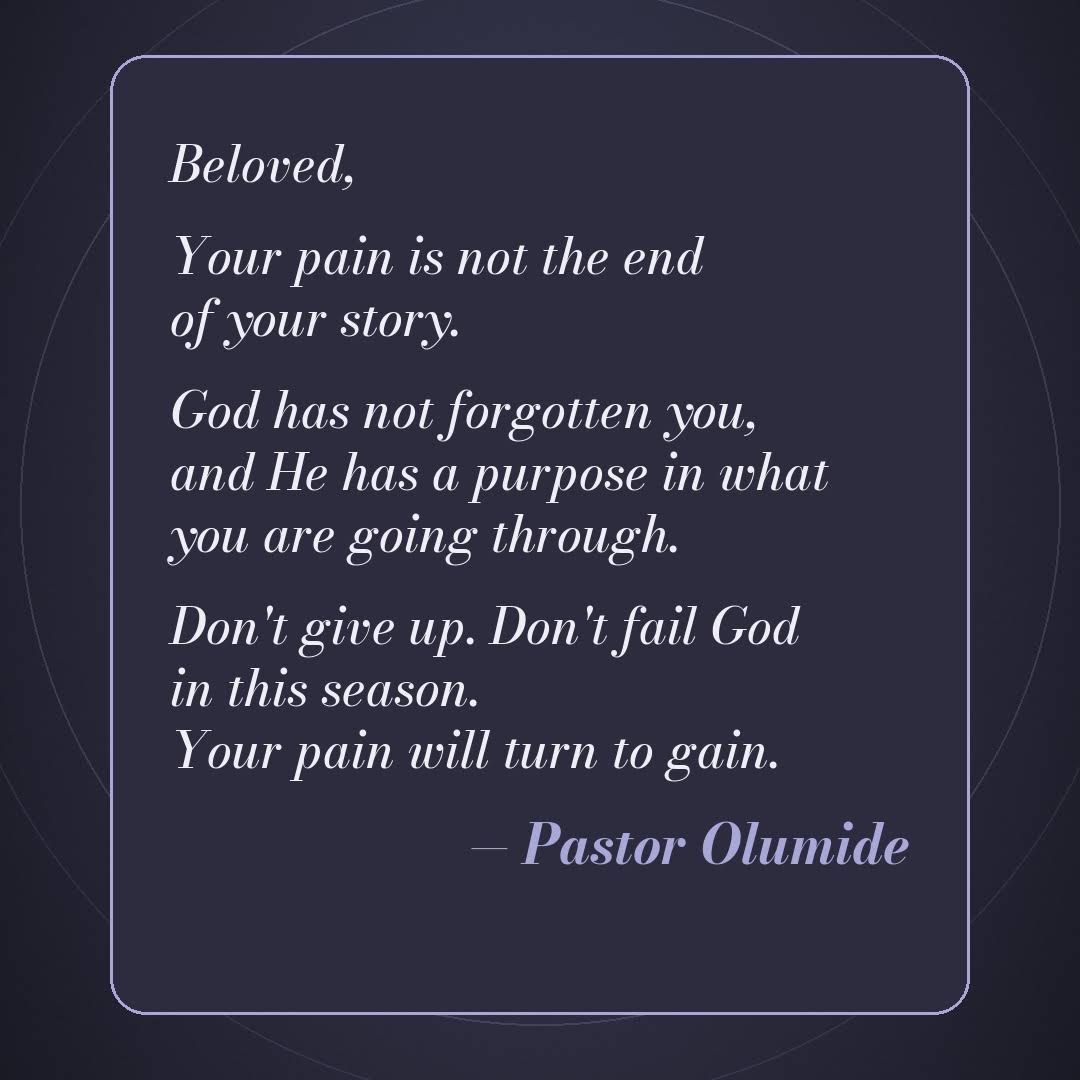 Beloved,
Your pain is not the end
of your story.
God has not forgotten you,
and He has a purpose in what
you are going through.
Don't give up. Don't fail God
in this season.
Your pain will turn to gain.
— Pastor Olumide